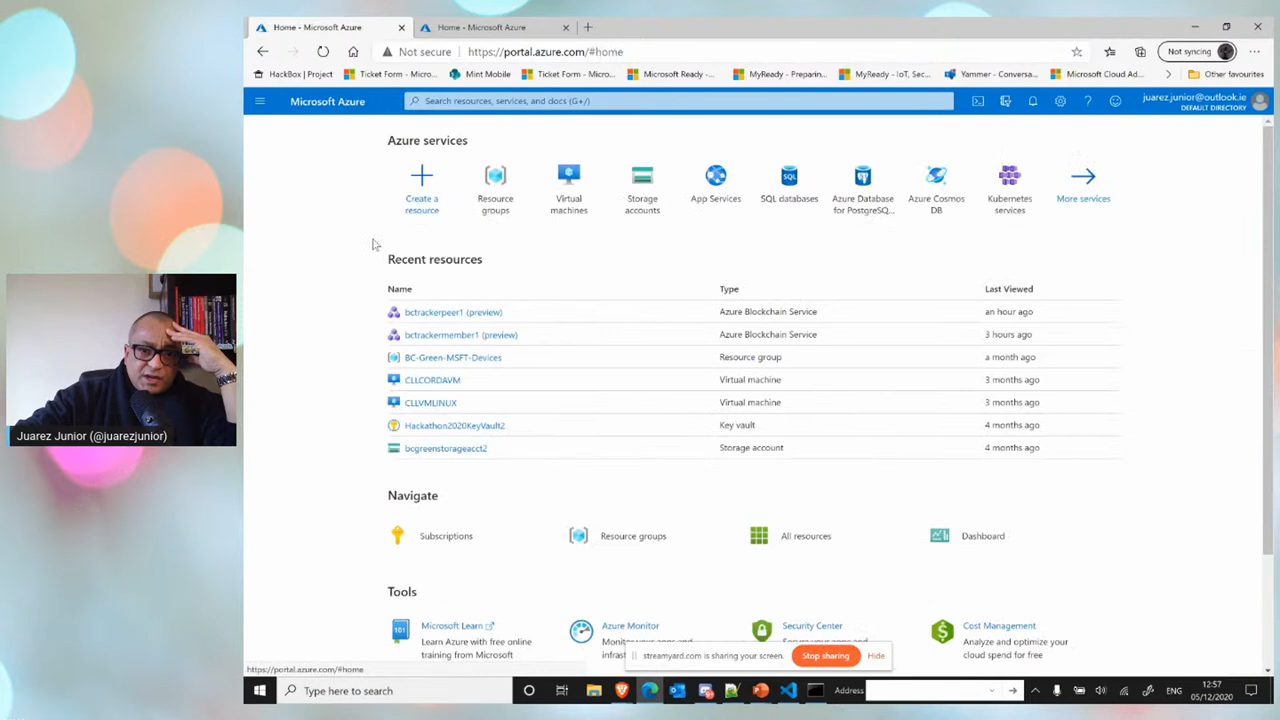 Home - Microsoft Azure
Home - Microsoft Azure
Not secure
https://portal.azure.com/#home
Not syncing
HackBox | Project
Ticket Form - Micro...
Mint Mobile
Ticket Form - Micro...
Microsoft Ready -...
MyReady - Preparin...
MyReady - IoT, Sec...
Yammer - Conversa...
Microsoft Cloud Ad...
Other favourites
Microsoft Azure
Search resources, services, and docs (G+/)
juarez.junior@outlook.ie
DEFAULT DIRECTORY
Azure services
Create a
resource
Resource
groups
Virtual
machines
Storage
accounts
App Services
SQL databases
Azure Database
for PostgreSQ...
Azure Cosmos
DB
Kubernetes
services
More services
Recent resources
Name
Type
Last Viewed
bctrackerpeer1 (preview)
Azure Blockchain Service
an hour ago
bctrackermember1 (preview)
Azure Blockchain Service
3 hours ago
BC-Green-MSFT-Devices
Resource group
a month ago
CLLCORDAVM
Virtual machine
3 months ago
CLLVMLINUX
Virtual machine
3 months ago
Hackathon2020KeyVault2
Key vault
4 months ago
bcgreenstorageacct2
Storage account
4 months ago
Navigate
Subscriptions
Resource groups
All resources
Dashboard
Tools
101
Microsoft Learn
Learn Azure with free online
training from Microsoft
Azure Monitor
Monitor your apps and
infrast
Security Center
Secure your apps and
Cost Management
Analyze and optimize your
cloud spend for free
streamyard.com is sharing your screen.
Stop sharing
Hide
https://portal.azure.com/#home
Type here to search
Address
ENG
12:57
05/12/2020
Juarez Junior (@juarezjunior)